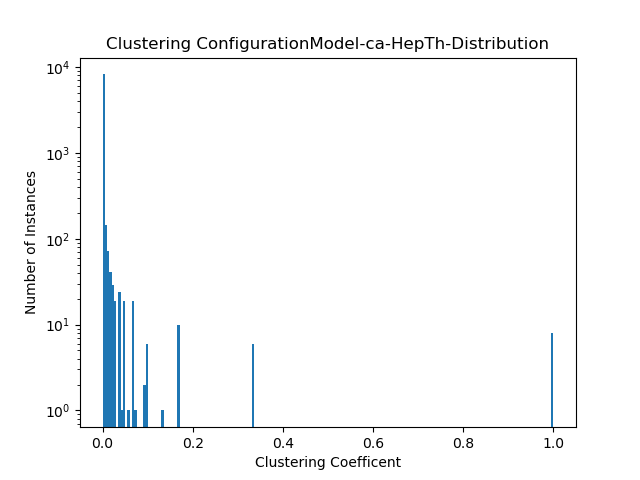 Clustering ConfigurationModel-ca-HepTh-Distribution
Number of Instances
10⁴
10³
10²
10¹
10⁰
0.0 0.2 0.4 0.6 0.8 1.0
Clustering Coefficent